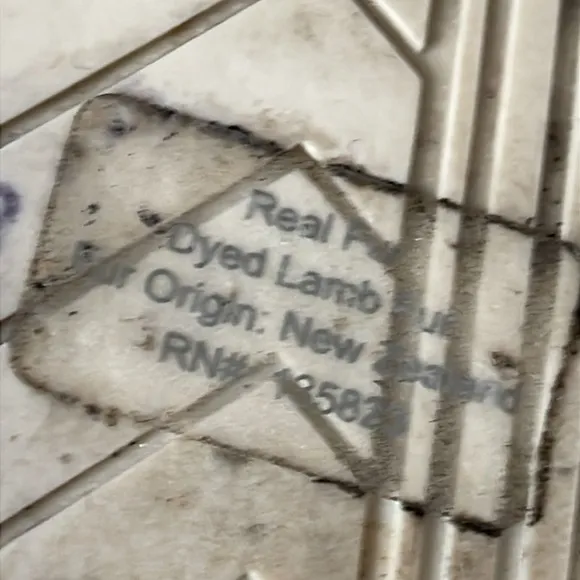 Real Fur
Dyed Lamb Fur
Fur Origin: New Zealand
RN#